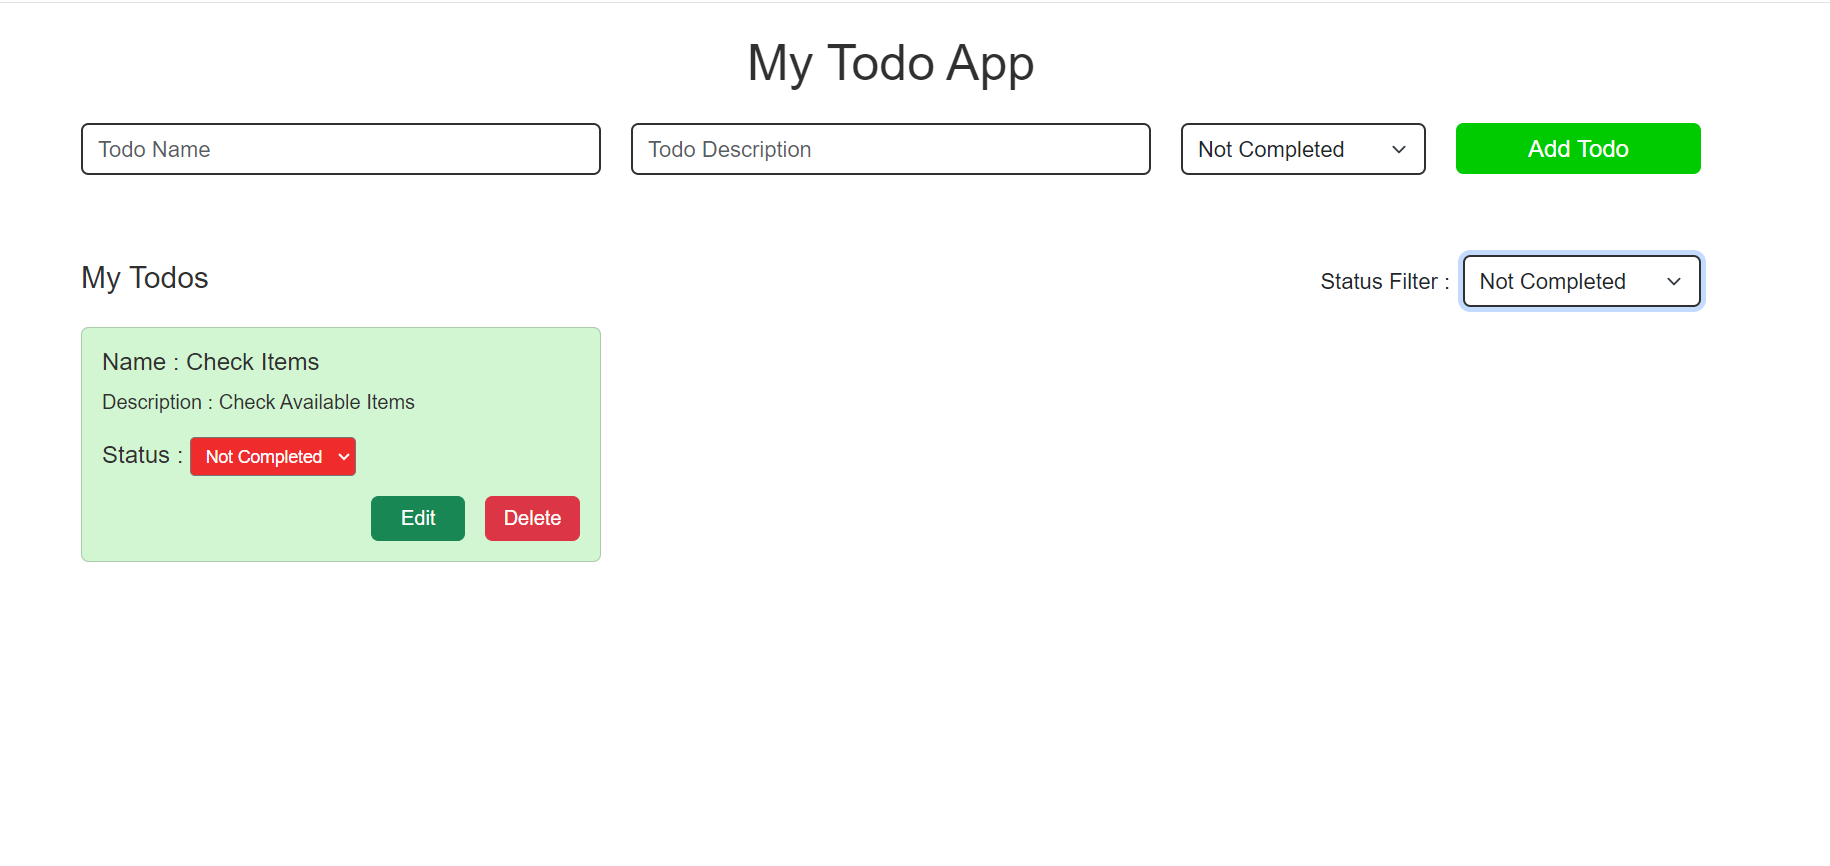 My Todo App
Todo Name
Todo Description
Not Completed
Add Todo
My Todos
Status Filter :
Not Completed
Name : Check Items
Description : Check Available Items
Status :
Not Completed
Edit
Delete